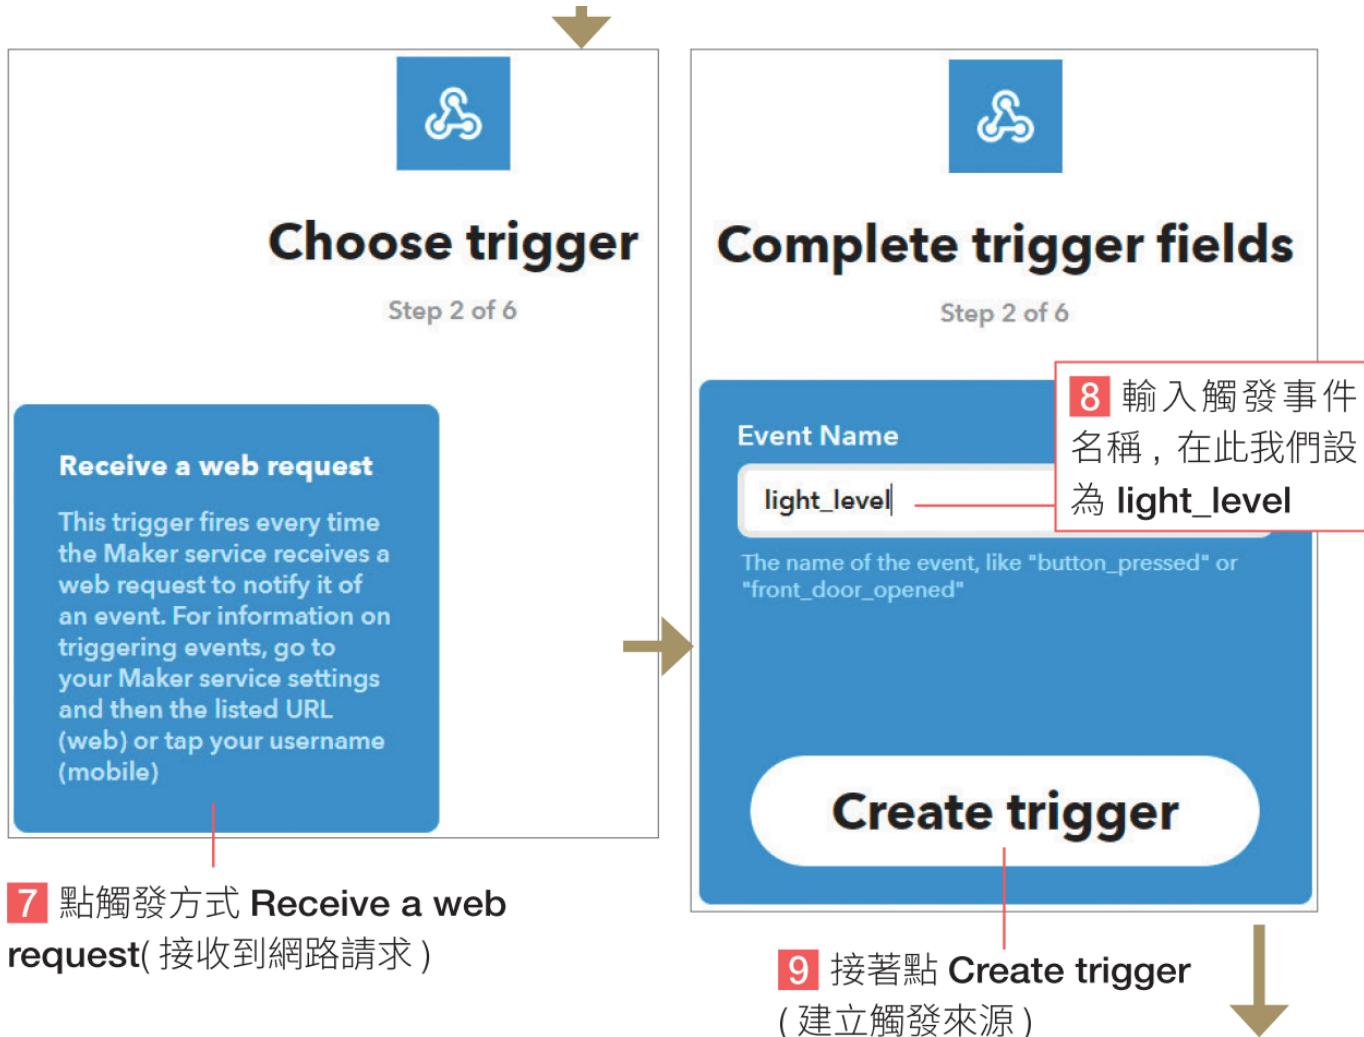 Choose trigger
Step 2 of 6
Receive a web request
This trigger fires every time
the Maker service receives a
web request to notify it of
an event. For information on
triggering events, go to
your Maker service settings
and then the listed URL
(web) or tap your username
(mobile)
7 點觸發方式 Receive a web
request( 接收到網路請求 )
Complete trigger fields
Step 2 of 6
Event Name
light_level
The name of the event, like "button_pressed" or
"front_door_opened"
8 輸入觸發事件
名稱 , 在此我們設
為 light_level
Create trigger
9 接著點 Create trigger
( 建立觸發來源 )